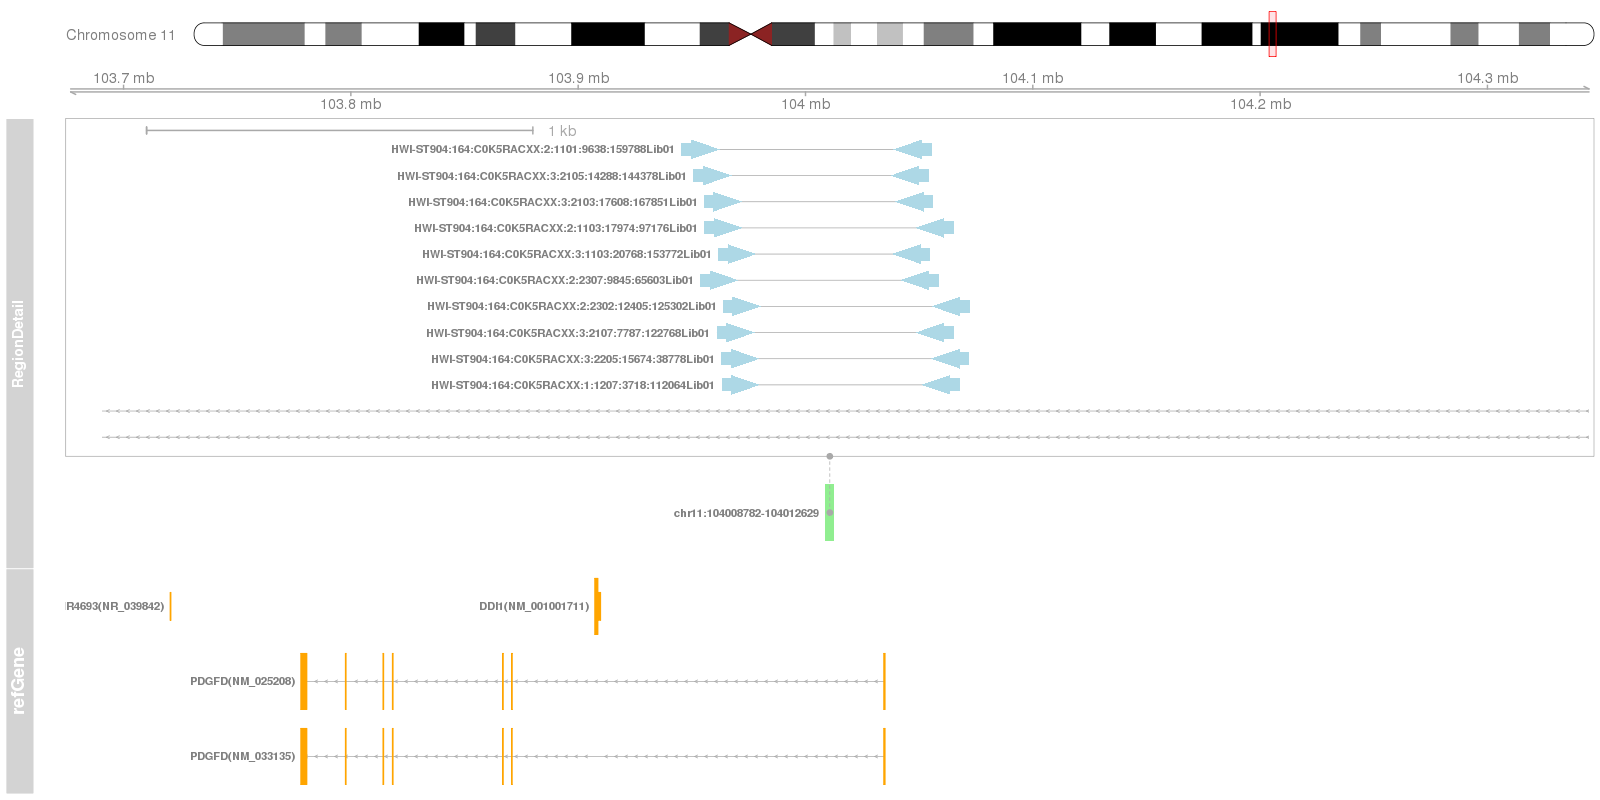 Chromosome 11
103.7 mb 103.9 mb 104.1 mb 104.3 mb
103.8 mb 104 mb 104.2 mb
RegionDetail
1 kb
HWI-ST904:164:C0K5RACXX:2:1101:9638:159788Lib01
HWI-ST904:164:C0K5RACXX:3:2105:14288:144378Lib01
HWI-ST904:164:C0K5RACXX:3:2103:17608:167851Lib01
HWI-ST904:164:C0K5RACXX:2:1103:17974:97176Lib01
HWI-ST904:164:C0K5RACXX:3:1103:20768:153772Lib01
HWI-ST904:164:C0K5RACXX:2:2307:9845:65603Lib01
HWI-ST904:164:C0K5RACXX:2:2302:12405:125302Lib01
HWI-ST904:164:C0K5RACXX:3:2107:7787:122768Lib01
HWI-ST904:164:C0K5RACXX:3:2205:15674:38778Lib01
HWI-ST904:164:C0K5RACXX:1:1207:3718:112064Lib01
chr11:104008782-104012629
refGene
R4693(NR_039842) DDI1(NM_001001711)
PDGFD(NM_025208)
PDGFD(NM_033135)